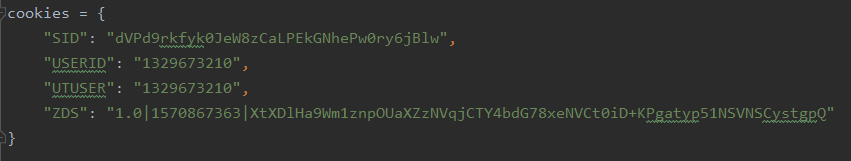 cookies = {
"SID": "dVPd9rkfyk0JeW8zCaLPEkGNhePw0ry6jBlw",
"USERID": "1329673210",
"UTUSER": "1329673210",
"ZDS": "1.0|1570867363|XtXDlHa9Wm1znpOUaXZzNVqjCTY4bdG78xeNVCt0iD+KPgatyp51NSVNSCystgpQ"
}